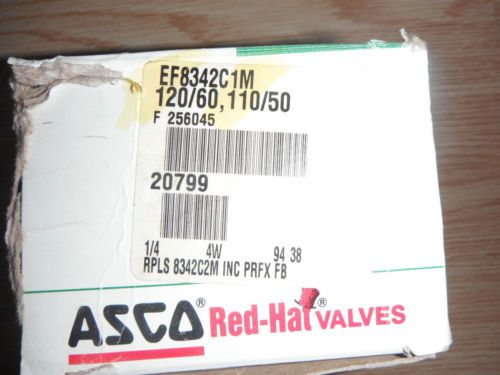 EF8342C1M
120/60,110/50
F 256045
20799
1/4 4W 94 38
RPLS 8342C2M INC PRFX FB
ASCO® Red-Hat® VALVES